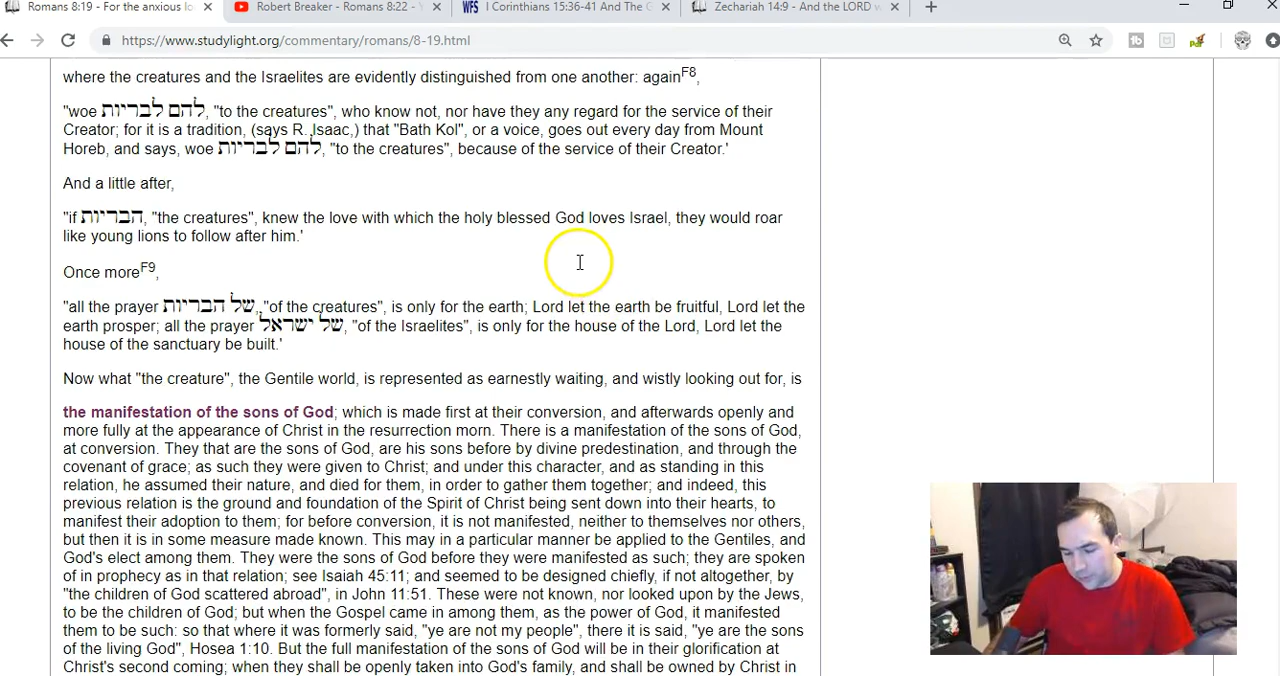 Romans 8:19 - For the anxious lo × Robert Breaker - Romans 8:22 - Y × WFS I Corinthians 15:36-41 And The G × Zechariah 14:9 - And the LORD w × +
https://www.studylight.org/commentary/romans/8-19.html
where the creatures and the Israelites are evidently distinguished from one another: againF8,
"woe להם לבריות, "to the creatures", who know not, nor have they any regard for the service of their
Creator; for it is a tradition, (says R. Isaac,) that "Bath Kol", or a voice, goes out every day from Mount
Horeb, and says, woe להם לבריות, "to the creatures", because of the service of their Creator.'
And a little after,
"if הבריות, "the creatures", knew the love with which the holy blessed God loves Israel, they would roar
like young lions to follow after him.'
Once moreF9,
"all the prayer של הבריות, "of the creatures", is only for the earth; Lord let the earth be fruitful, Lord let the
earth prosper; all the prayer של ישראל, "of the Israelites", is only for the house of the Lord, Lord let the
house of the sanctuary be built.'
Now what "the creature", the Gentile world, is represented as earnestly waiting, and wistly looking out for, is
the manifestation of the sons of God; which is made first at their conversion, and afterwards openly and
more fully at the appearance of Christ in the resurrection morn. There is a manifestation of the sons of God,
at conversion. They that are the sons of God, are his sons before by divine predestination, and through the
covenant of grace; as such they were given to Christ; and under this character, and as standing in this
relation, he assumed their nature, and died for them, in order to gather them together; and indeed, this
previous relation is the ground and foundation of the Spirit of Christ being sent down into their hearts, to
manifest their adoption to them; for before conversion, it is not manifested, neither to themselves nor others,
but then it is in some measure made known. This may in a particular manner be applied to the Gentiles, and
God's elect among them. They were the sons of God before they were manifested as such; they are spoken
of in prophecy as in that relation; see Isaiah 45:11; and seemed to be designed chiefly, if not altogether, by
"the children of God scattered abroad", in John 11:51. These were not known, nor looked upon by the Jews,
to be the children of God; but when the Gospel came in among them, as the power of God, it manifested
them to be such: so that where it was formerly said, "ye are not my people", there it is said, "ye are the sons
of the living God", Hosea 1:10. But the full manifestation of the sons of God will be in their glorification at
Christ's second coming; when they shall be openly taken into God's family, and shall be owned by Christ in